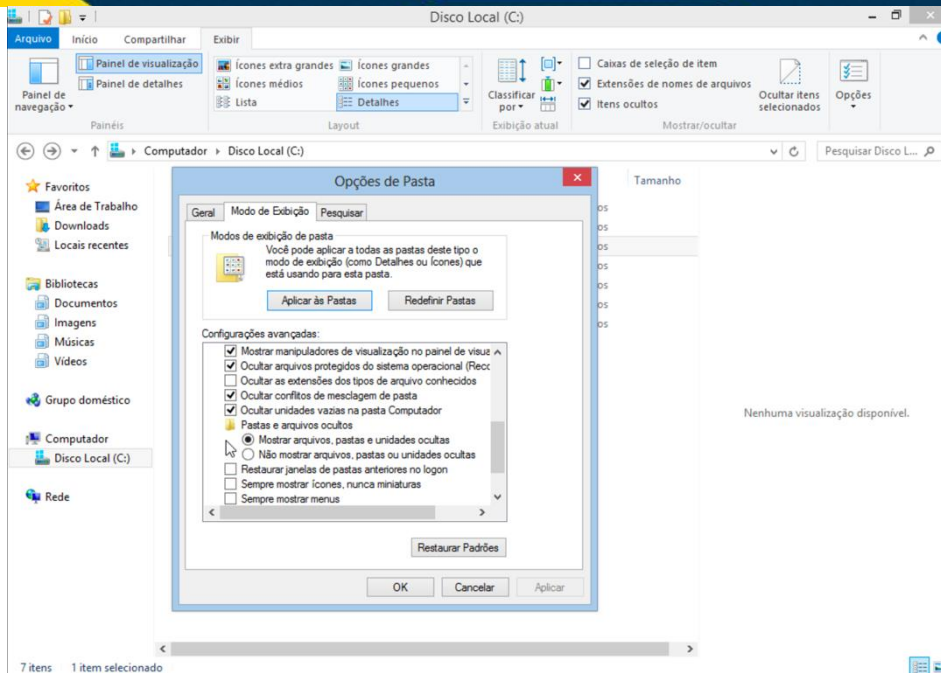 Disco Local (C:)
Arquivo Início Compartilhar Exibir
Painel de navegação
Painel de visualização
Painel de detalhes
Painéis
Ícones extra grandes Ícones grandes
Ícones médios Ícones pequenos
Lista Detalhes
Layout
Classificar por
Exibição atual
Caixas de seleção de item
Extensões de nomes de arquivos
Itens ocultos
Ocultar itens selecionados
Mostrar/ocultar
Opções
Computador Disco Local (C:)
Pesquisar Disco L...
Favoritos
Área de Trabalho
Downloads
Locais recentes
Bibliotecas
Documentos
Imagens
Músicas
Vídeos
Grupo doméstico
Computador
Disco Local (C:)
Rede
Tamanho
os
os
os
os
os
os
os
Opções de Pasta
Geral Modo de Exibição Pesquisar
Modos de exibição de pasta
Você pode aplicar a todas as pastas deste tipo o
modo de exibição (como Detalhes ou Ícones) que
está usando para esta pasta.
Aplicar às Pastas Redefinir Pastas
Configurações avançadas:
Mostrar manipuladores de visualização no painel de visua
Ocultar arquivos protegidos do sistema operacional (Recc
Ocultar as extensões dos tipos de arquivo conhecidos
Ocultar conflitos de mesclagem de pasta
Ocultar unidades vazias na pasta Computador
Pastas e arquivos ocultos
Mostrar arquivos, pastas e unidades ocultas
Não mostrar arquivos, pastas ou unidades ocultas
Restaurar janelas de pastas anteriores no logon
Sempre mostrar ícones, nunca miniaturas
Sempre mostrar menus
Restaurar Padrões
OK Cancelar Aplicar
Nenhuma visualização disponível.
7 itens 1 item selecionado